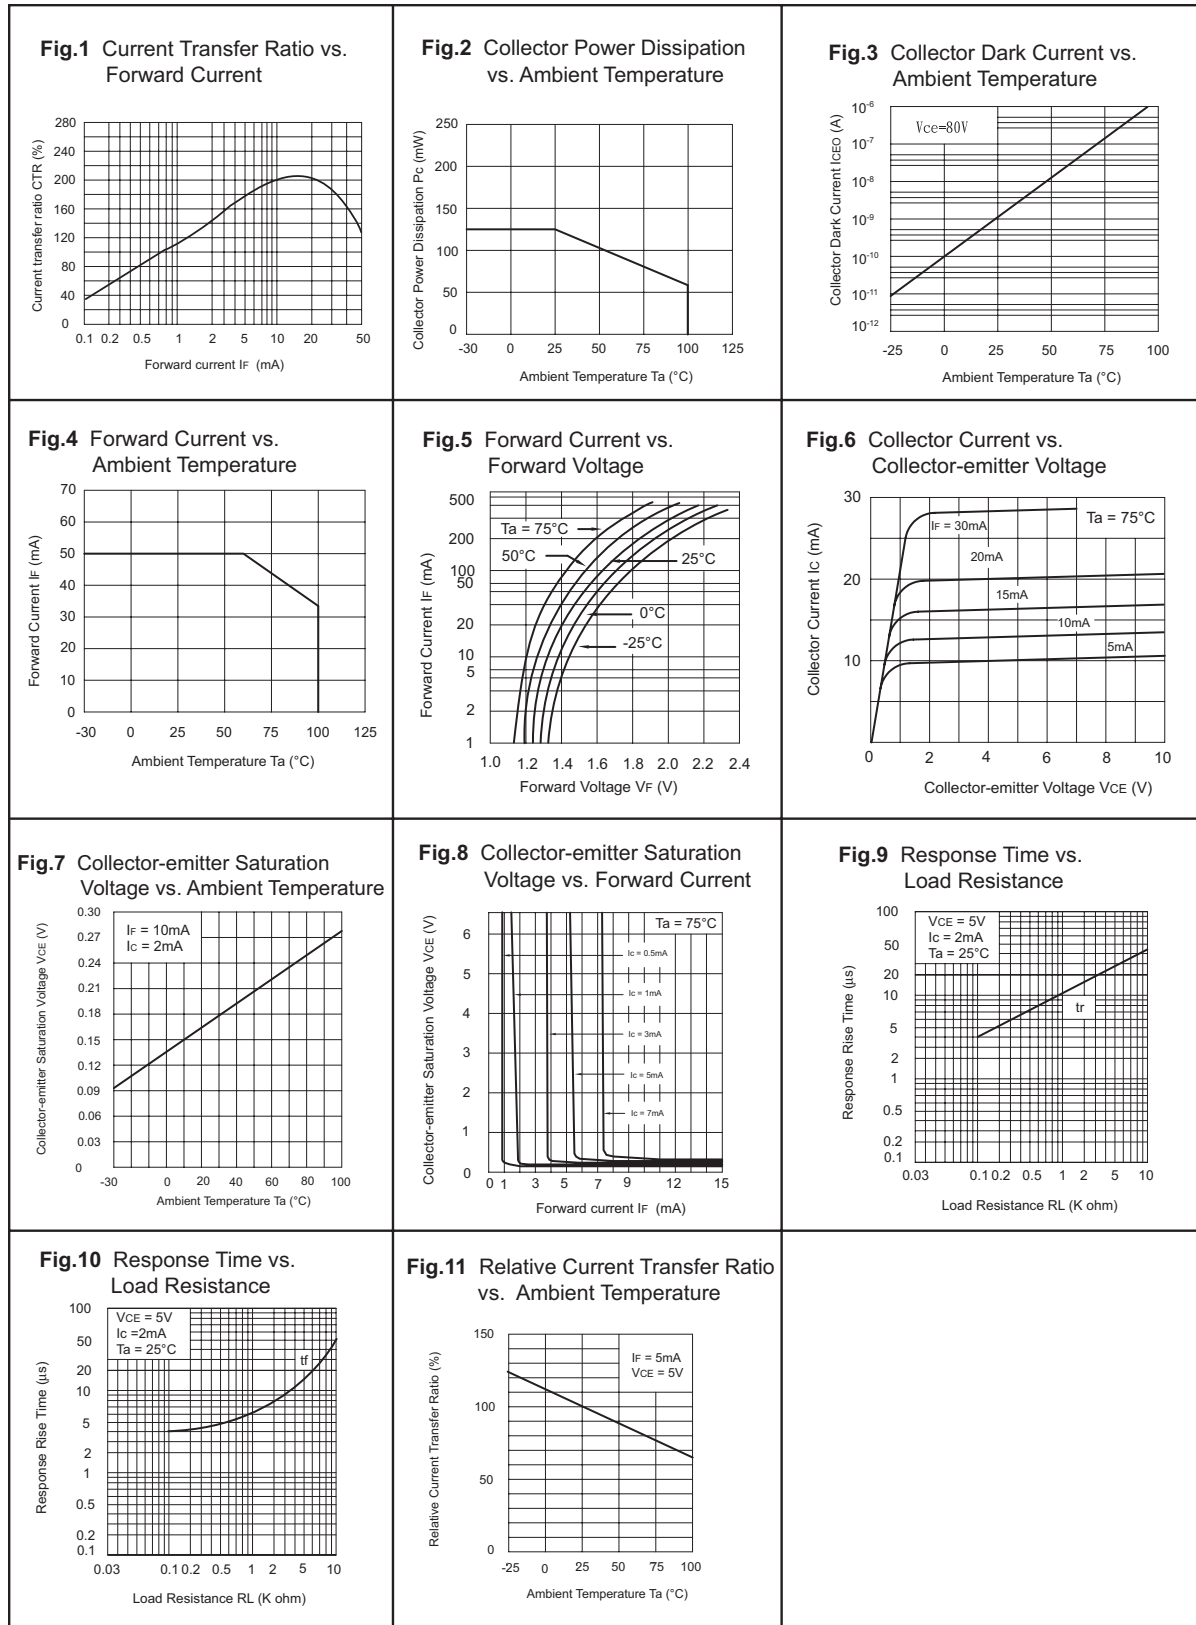 Fig.1 Current Transfer Ratio vs.
Forward Current
Current transfer ratio CTR (%)
280
240
200
160
120
80
40
0
0.1 0.2 0.5 1 2 5 10 20 50
Forward current IF (mA)
Fig.2 Collector Power Dissipation
vs. Ambient Temperature
Collector Power Dissipation Pc (mW)
250
200
150
100
50
0
-30 0 25 50 75 100 125
Ambient Temperature Ta (°C)
Fig.3 Collector Dark Current vs.
Ambient Temperature
Collector Dark Current ICEO (A)
Vce=80V
10-6
10-7
10-8
10-9
10-10
10-11
10-12
-25 0 25 50 75 100
Ambient Temperature Ta (°C)
Fig.4 Forward Current vs.
Ambient Temperature
Forward Current IF (mA)
70
60
50
40
30
20
10
0
-30 0 25 50 75 100 125
Ambient Temperature Ta (°C)
Fig.5 Forward Current vs.
Forward Voltage
Forward Current IF (mA)
500
200
100
50
20
10
5
2
1
Ta = 75°C
50°C
25°C
0°C
-25°C
1.0 1.2 1.4 1.6 1.8 2.0 2.2 2.4
Forward Voltage VF (V)
Fig.6 Collector Current vs.
Collector-emitter Voltage
Collector Current Ic (mA)
30
20
10
IF = 30mA
Ta = 75°C
20mA
15mA
10mA
5mA
0 2 4 6 8 10
Collector-emitter Voltage VCE (V)
Fig.7 Collector-emitter Saturation
Voltage vs. Ambient Temperature
Collector-emitter Saturation Voltage VCE (V)
0.30
0.27
0.24
0.21
0.18
0.15
0.12
0.09
0.06
0.03
0
IF = 10mA
Ic = 2mA
-30 0 20 40 60 80 100
Ambient Temperature Ta (°C)
Fig.8 Collector-emitter Saturation
Voltage vs. Forward Current
Collector-emitter Saturation Voltage VCE (V)
6
5
4
3
2
1
0
Ta = 75°C
Ic = 0.5mA
Ic = 1mA
Ic = 3mA
Ic = 5mA
Ic = 7mA
0 1 3 5 7 9 12 15
Forward current IF (mA)
Fig.9 Response Time vs.
Load Resistance
Response Rise Time (µs)
100
50
20
10
5
2
1
0.5
0.2
0.1
VCE = 5V
Ic = 2mA
Ta = 25°C
tr
0.03 0.1 0.2 0.5 1 2 5 10
Load Resistance RL (K ohm)
Fig.10 Response Time vs.
Load Resistance
Response Rise Time (µs)
100
50
20
10
5
2
1
0.5
0.2
0.1
VCE = 5V
Ic =2mA
Ta = 25°C
tf
0.03 0.1 0.2 0.5 1 2 5 10
Load Resistance RL (K ohm)
Fig.11 Relative Current Transfer Ratio
vs. Ambient Temperature
Relative Current Transfer Ratio (%)
150
100
50
0
IF = 5mA
VCE = 5V
-25 0 25 50 75 100
Ambient Temperature Ta (°C)